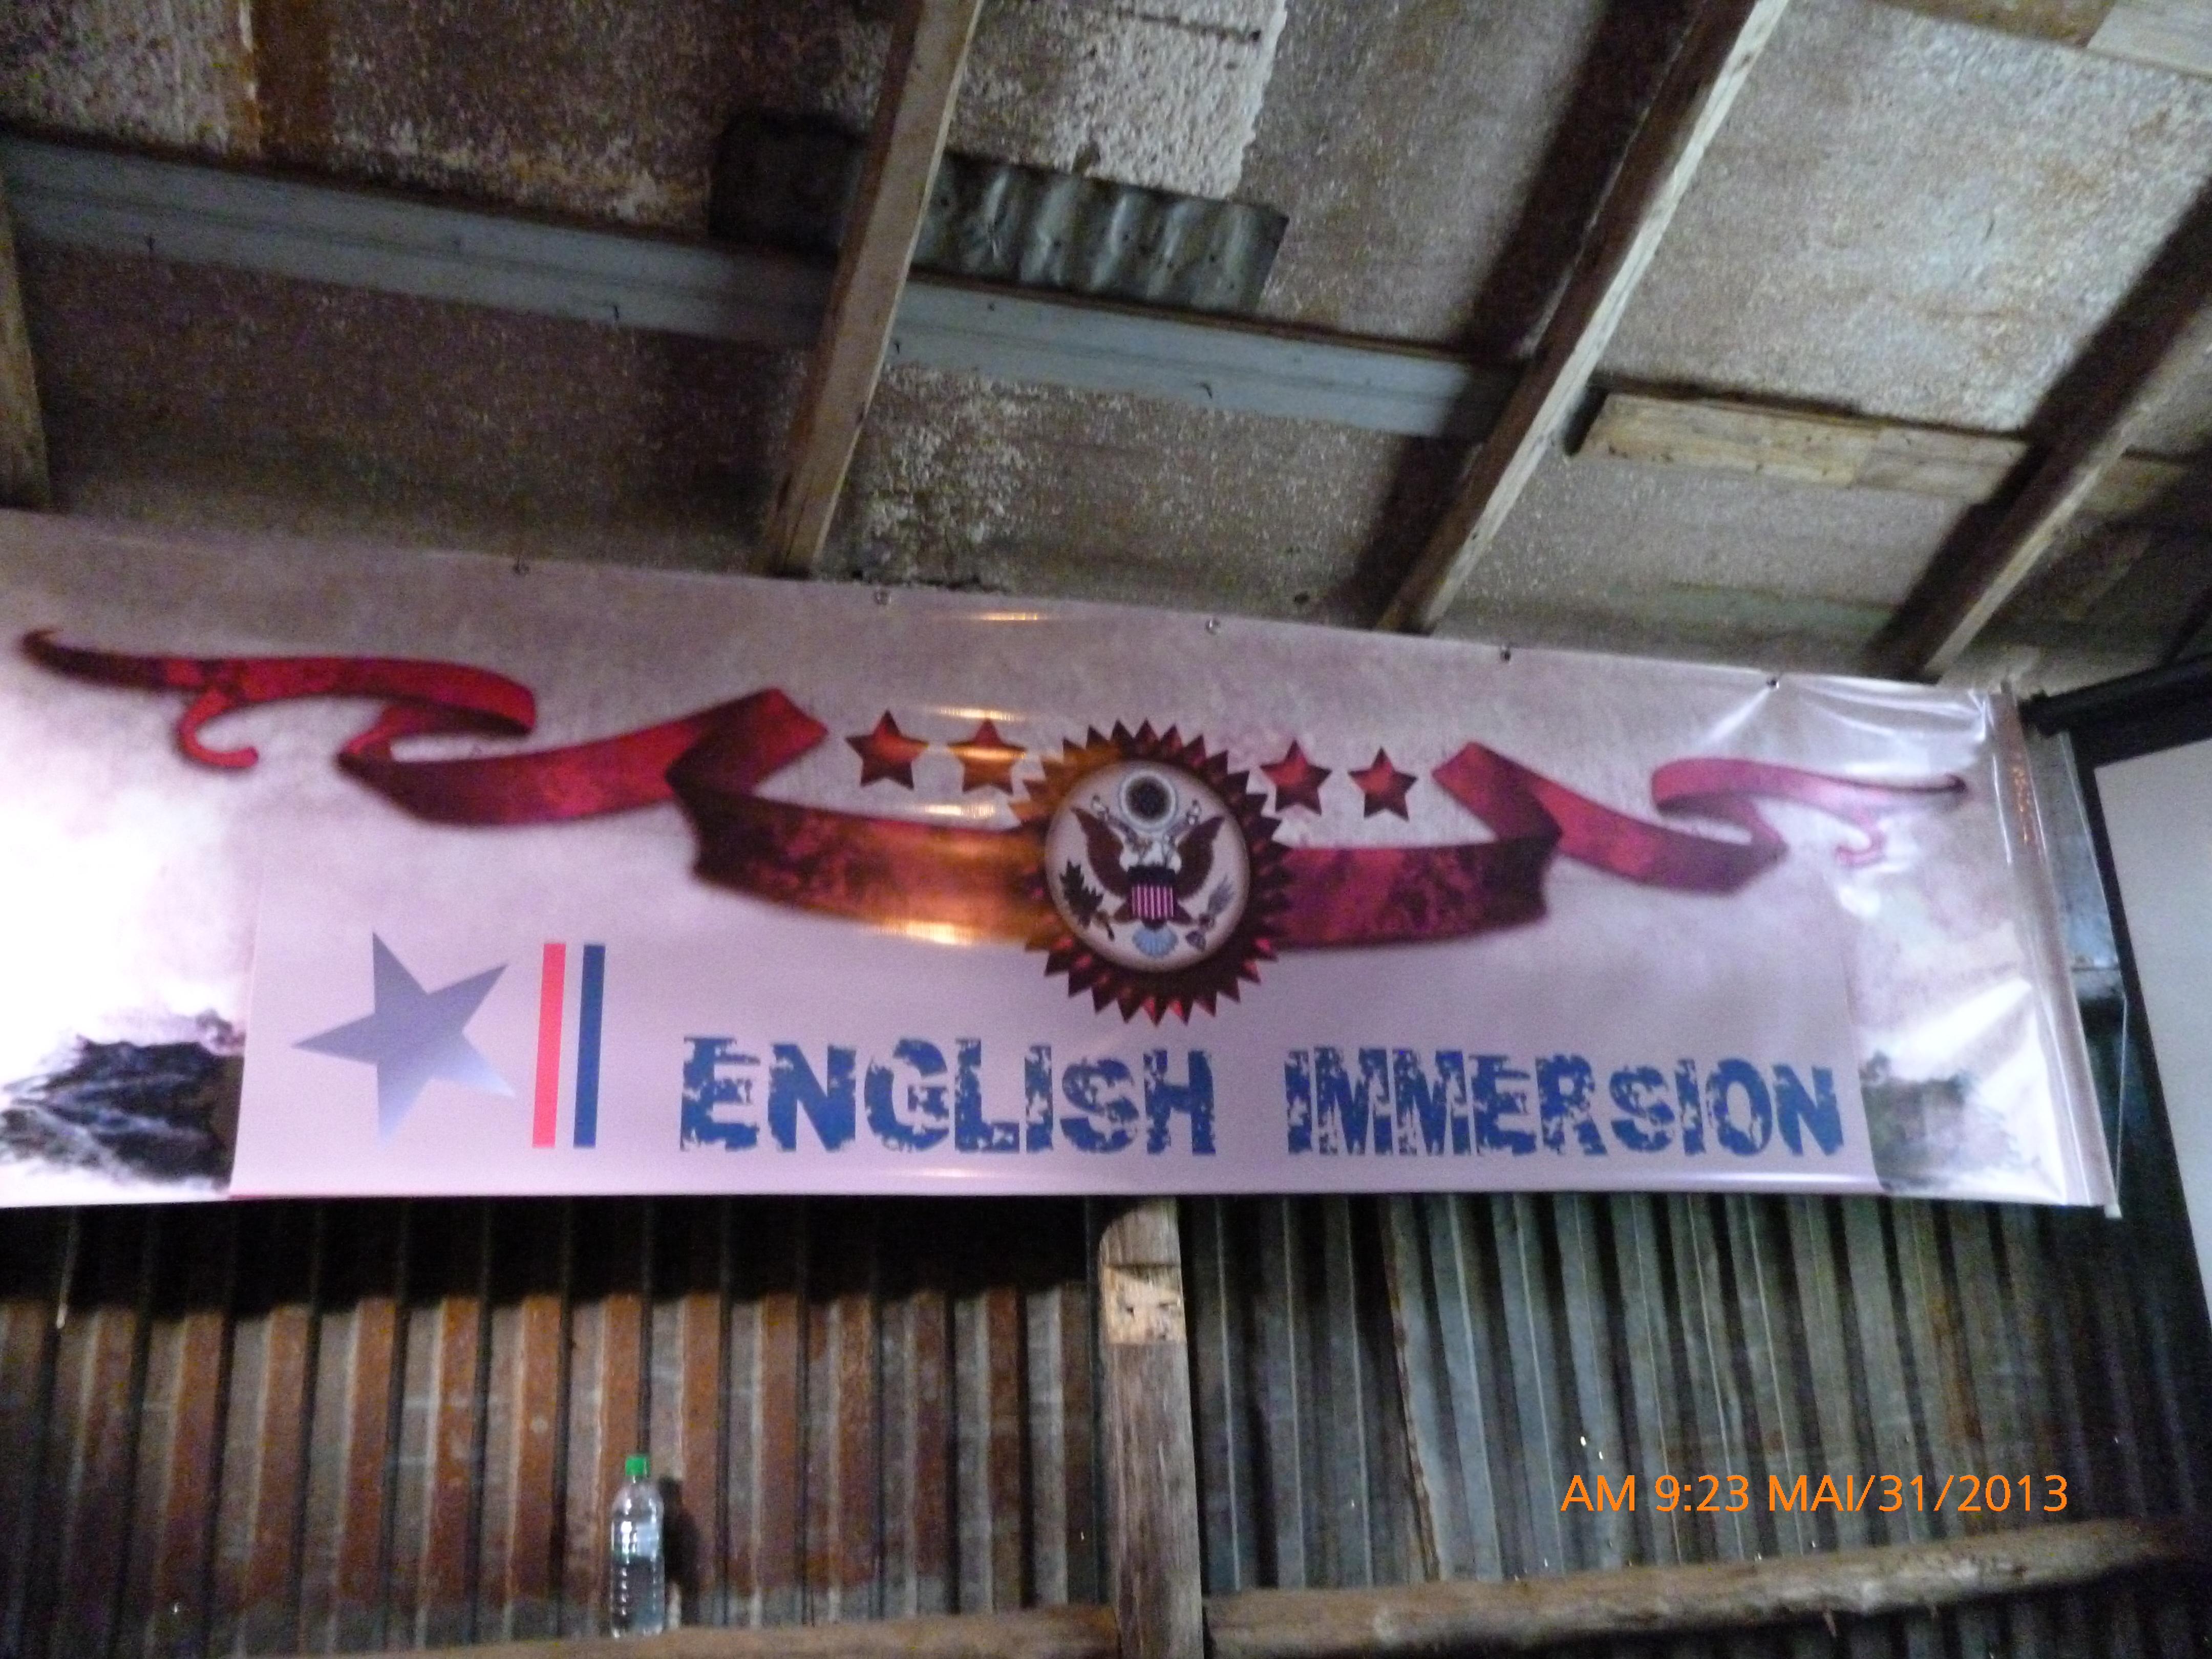 ENGLISH IMMERSION
AM 9:23 MAI/31/2013